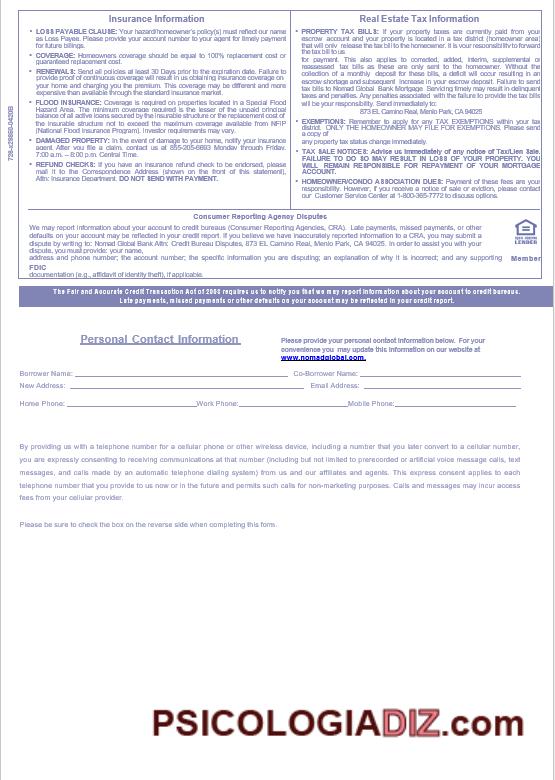 Insurance Information
LOSS PAYABLE CLAUSE: Your hazard/homeowner's policy(s) must reflect our name
as Loss Payee. Please provide your account number to your agent for timely payment
for future billings.
COVERAGE: Homeowners coverage should be equal to 100% replacement cost or
guaranteed replacement cost.
RENEWALS: Send all policies at least 30 Days prior to the expiration date. Failure to
provide proof of continuous coverage will result in us obtaining insurance coverage on
your home and charging you the premium. This coverage may be different and more
expensive than available through the standard insurance market.
FLOOD INSURANCE: Coverage is required on properties located in a Special Flood
Hazard Area. The minimum coverage required is the lesser of the unpaid principal
balance of all active loans secured by the insurable structure or the replacement cost of
the insurable structure not to exceed the maximum coverage available from NFIP
(National Flood Insurance Program). Investor requirements may vary.
DAMAGED PROPERTY: In the event of damage to your home, notify your insurance
agent. After you file a claim, contact us at 855-205-6893 Monday through Friday,
7:00 a.m. – 8:00 p.m. Central Time.
REFUND CHECKS: If you have an insurance refund check to be endorsed, please
mail it to the Correspondence Address (shown on the front of this statement),
Attn: Insurance Department. DO NOT SEND WITH PAYMENT.
Real Estate Tax Information
PROPERTY TAX BILLS: If your property taxes are currently paid from your
escrow account and your property is located in a tax district (homeowner area)
that will only release the tax bill to the homeowner. It is your responsibility to forward
the tax bill to us.
for payment. This also applies to corrected, added, interim, supplemental or
reassessed tax bills as these are only sent to the homeowner. Without the
collection of a monthly deposit for these bills, a deficit will occur resulting in an
escrow shortage and subsequent increase in your escrow deposit. Failure to send
tax bills to Nomad Global Bank Mortgage Servicing timely may result in delinquent
taxes and penalties. Any penalties associated with the failure to provide the tax bills
will be your responsibility. Send immediately to:
873 EL Camino Real, Menlo Park, CA 94025
EXEMPTIONS: Remember to apply for any TAX EXEMPTIONS within your tax
district. ONLY THE HOMEOWNER MAY FILE FOR EXEMPTIONS. Please send
a copy of
any property tax status change immediately.
TAX SALE NOTICES: Advise us immediately of any notice of Tax/Lien Sale.
FAILURE TO DO SO MAY RESULT IN LOSS OF YOUR PROPERTY. YOU
WILL REMAIN RESPONSIBLE FOR REPAYMENT OF YOUR MORTGAGE
ACCOUNT.
HOMEOWNER/CONDO ASSOCIATION DUES: Payment of these fees are your
responsibility. However, if you receive a notice of sale or eviction, please contact
our Customer Service Center at 1-800-365-7772 to discuss options.
Consumer Reporting Agency Disputes
We may report information about your account to credit bureaus (Consumer Reporting Agencies, CRA). Late payments, missed payments, or other
defaults on your account may be reflected in your credit report. If you believe we have inaccurately reported information to a CRA, you may submit a
dispute by writing to: Nomad Global Bank Attn: Credit Bureau Disputes, 873 EL Camino Real, Menlo Park, CA 94025. In order to assist you with your
dispute, you must provide: your name,
address and phone number; the account number; the specific information you are disputing; an explanation of why it is incorrect; and any supporting Member
FDIC
documentation (e.g., affidavit of identity theft), if applicable.
LENDER
The Fair and Accurate Credit Transaction Act of 2003 requires us to notify you that we may report information about your account to credit bureaus.
Late payments, missed payments or other defaults on your account may be reflected in your credit report.
Personal Contact Information
Please provide your personal contact information below. For your
convenience you may update this information on our website at
www.nomadglobal.com.
Borrower Name: Co-Borrower Name:
New Address: Email Address:
Home Phone: Work Phone: Mobile Phone:
By providing us with a telephone number for a cellular phone or other wireless device, including a number that you later convert to a cellular number,
you are expressly consenting to receiving communications at that number (including but not limited to prerecorded or artificial voice message calls, text
messages, and calls made by an automatic telephone dialing system) from us and our affiliates and agents. This express consent applies to each
telephone number that you provide to us now or in the future and permits such calls for non-marketing purposes. Calls and messages may incur access
fees from your cellular provider.
Please be sure to check the box on the reverse side when completing this form.
PSICOLOGIADIZ.com